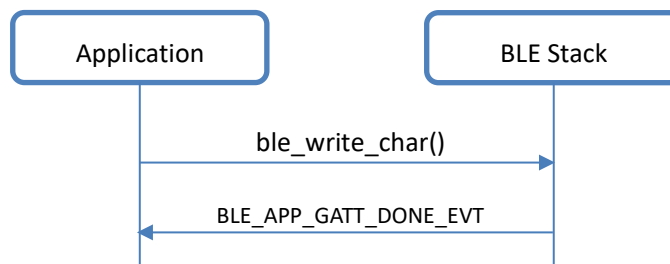 Application
BLE Stack
ble_write_char()
BLE_APP_GATT_DONE_EVT